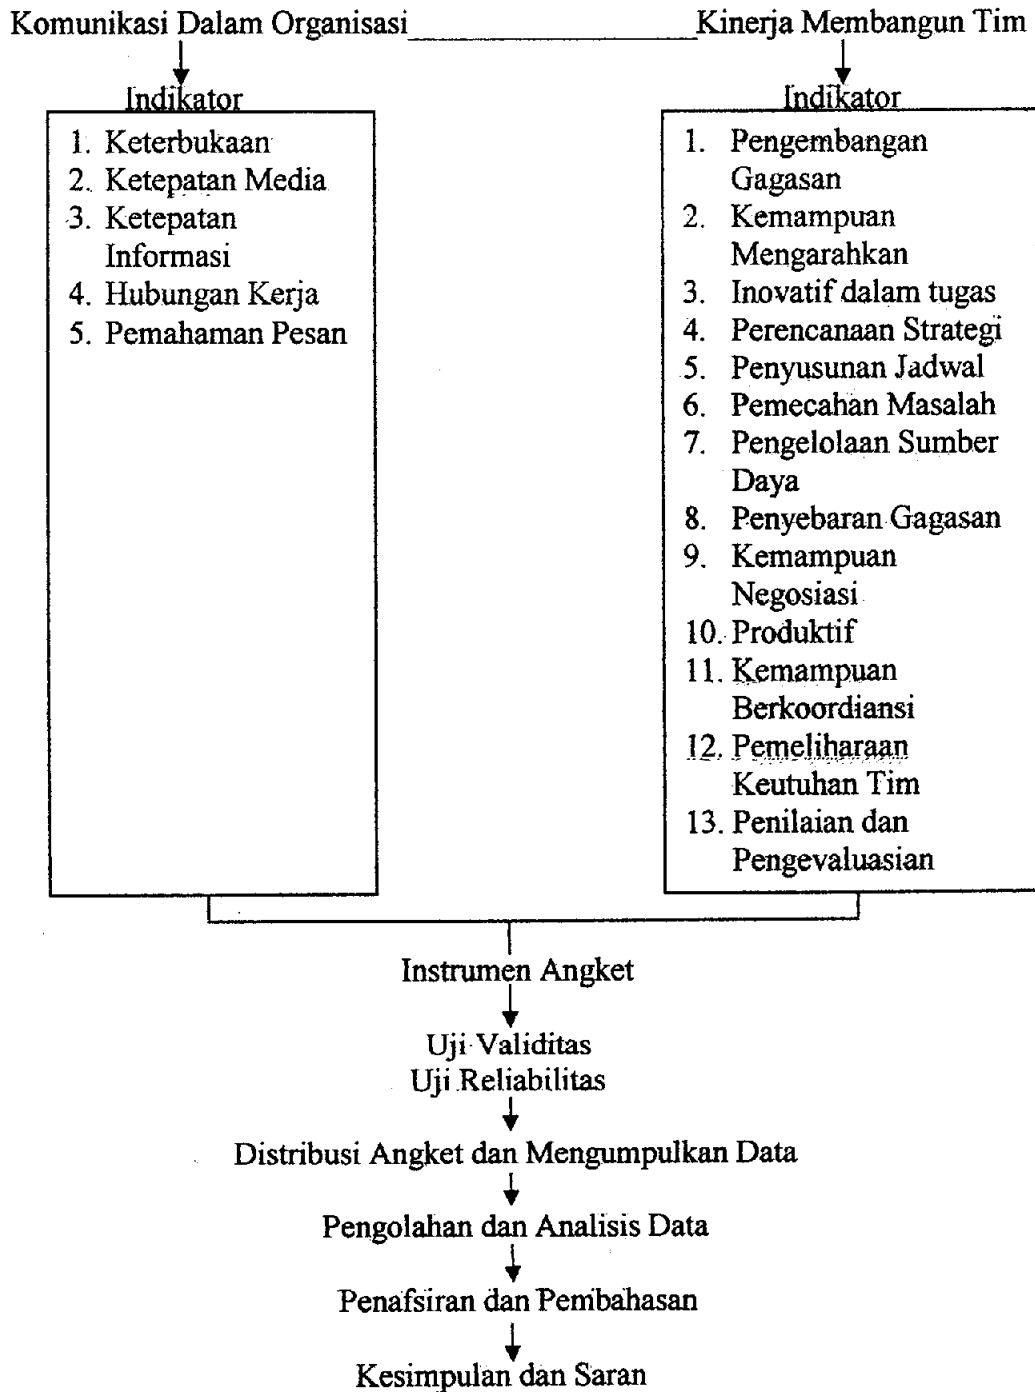 Komunikasi Dalam Organisasi Kinerja Membangun Tim
Indikator
1. Keterbukaan
2. Ketepatan Media
3. Ketepatan
Informasi
4. Hubungan Kerja
5. Pemahaman Pesan
Indikator
1. Pengembangan
Gagasan
2. Kemampuan
Mengarahkan
3. Inovatif dalam tugas
4. Perencanaan Strategi
5. Penyusunan Jadwal
6. Pemecahan Masalah
7. Pengelolaan Sumber
Daya
8. Penyebaran Gagasan
9. Kemampuan
Negosiasi
10. Produktif
11. Kemampuan
Berkoordiansi
12. Pemeliharaan
Keutuhan Tim
13. Penilaian dan
Pengevaluasian
Instrumen Angket
Uji Validitas
Uji Reliabilitas
Distribusi Angket dan Mengumpulkan Data
Pengolahan dan Analisis Data
Penafsiran dan Pembahasan
Kesimpulan dan Saran